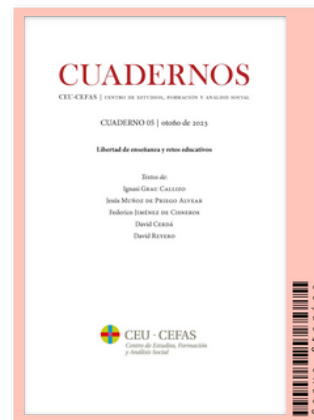 CUADERNOS
CEU-CEFAS | CENTRO DE ESTUDIOS, FORMACIÓN Y ANÁLISIS SOCIAL
CUADERNO 05 | otoño de 2023
Libertad de enseñanza y retos educativos
Textos de:
Ignasi GRAU CALLIZO
Jesús MUÑOZ DE PRIEGO ALVEAR
Federico JIMÉNEZ DE CISNEROS
David CERDÁ
David REYERO
CEU · CEFAS
Centro de Estudios, Formación
y Análisis Social